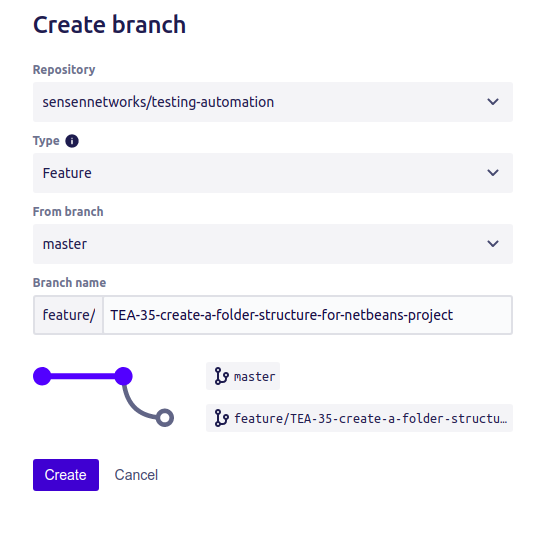 Create branch
Repository
sensennetworks/testing-automation
Type i
Feature
From branch
master
Branch name
feature/ TEA-35-create-a-folder-structure-for-netbeans-project
master
feature/TEA-35-create-a-folder-structu…
Create Cancel